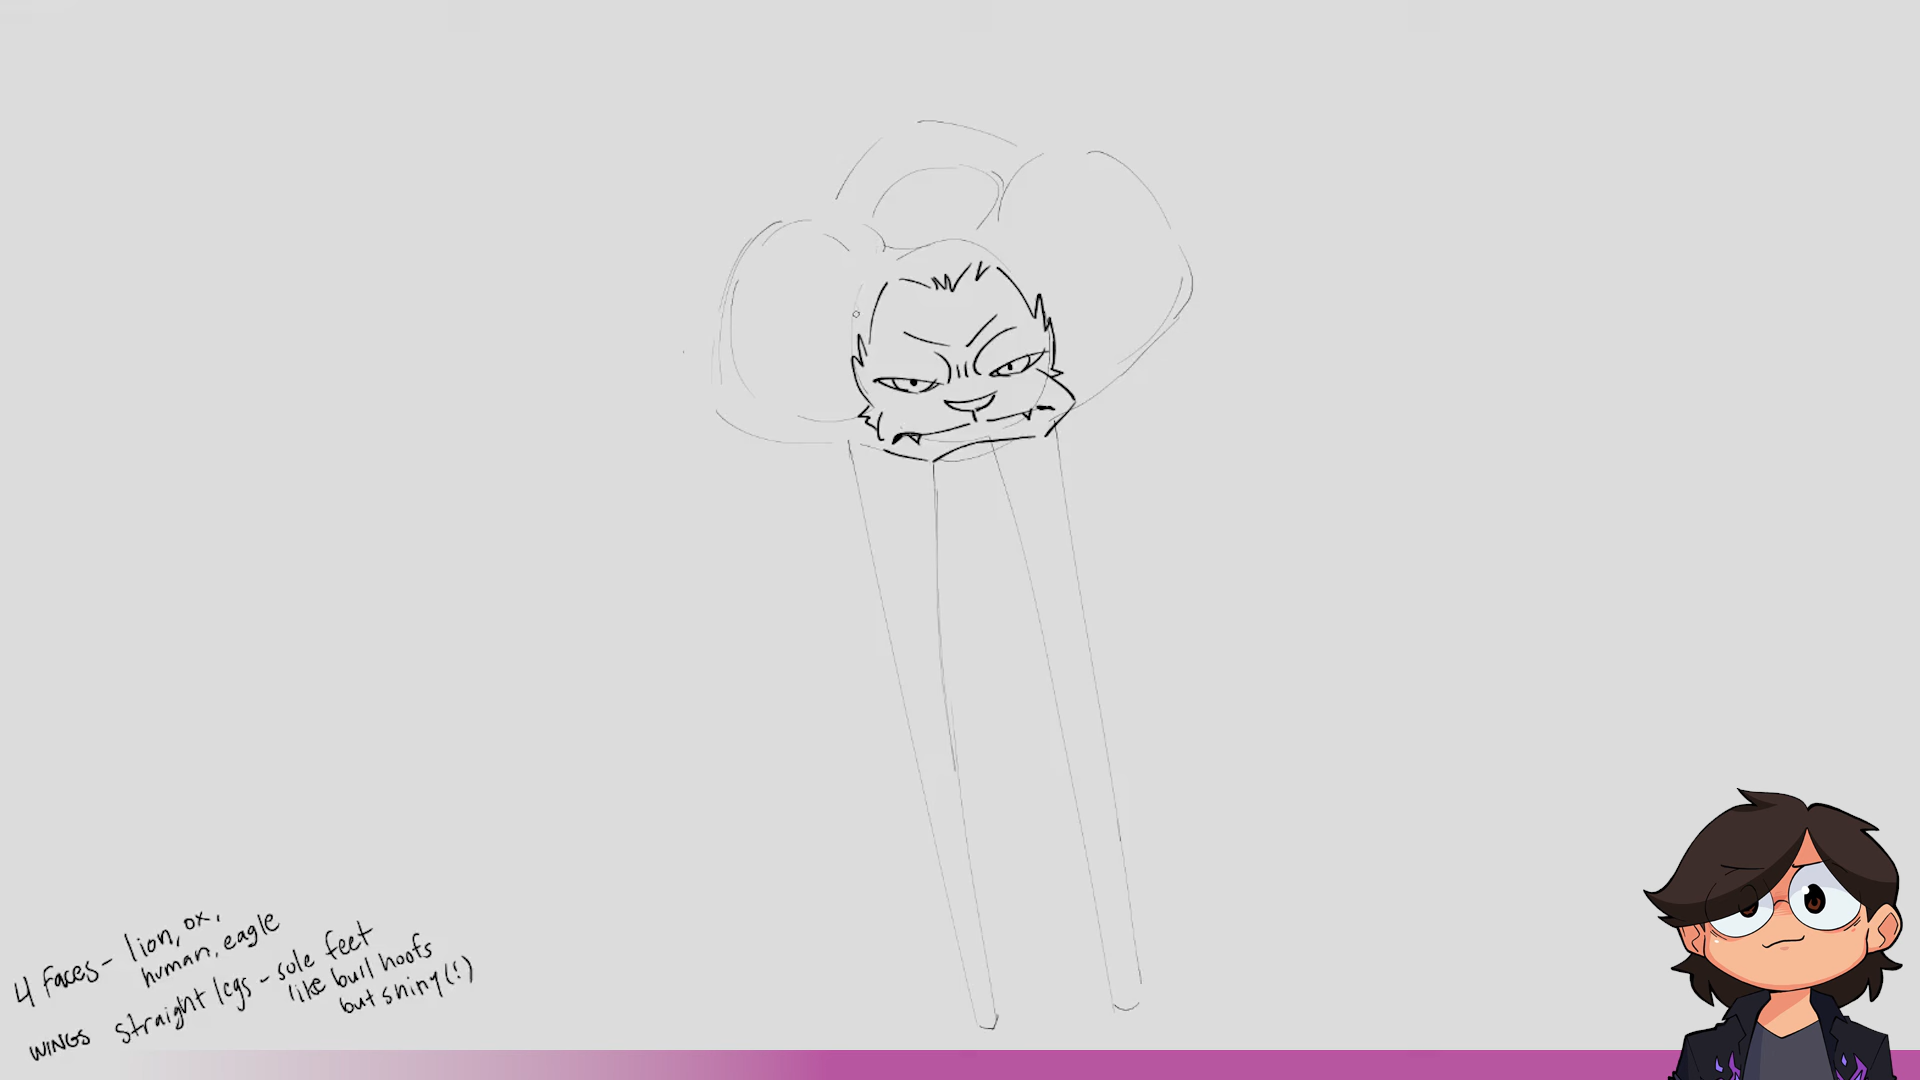 4 faces - lion, ox,
human, eagle
straight legs - sole feet
like bull hoofs
but shiny(!)
WINGS